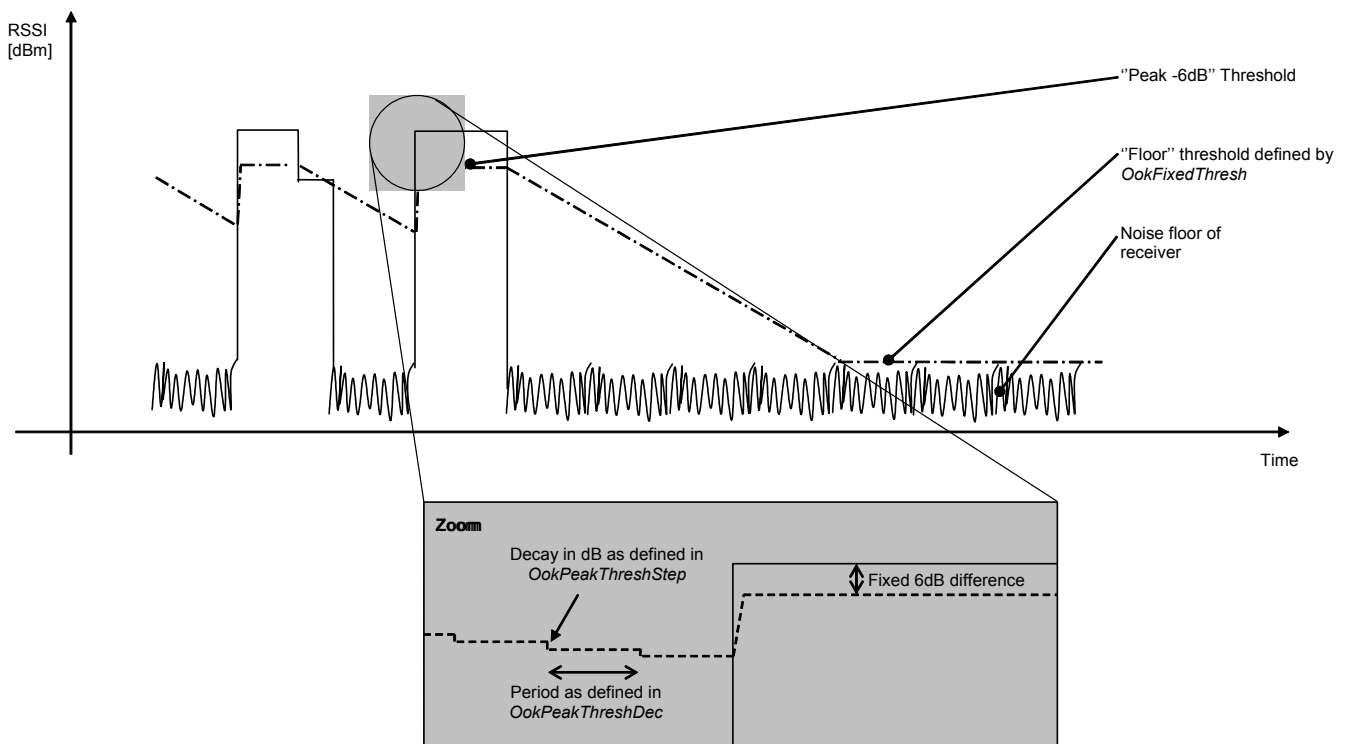 RSSI
[dBm]
‘’Peak -6dB’’ Threshold
‘’Floor’’ threshold defined by
OokFixedThresh
Noise floor of
receiver
Time
Zoom
Decay in dB as defined in
OokPeakThreshStep
Fixed 6dB difference
Period as defined in
OokPeakThreshDec